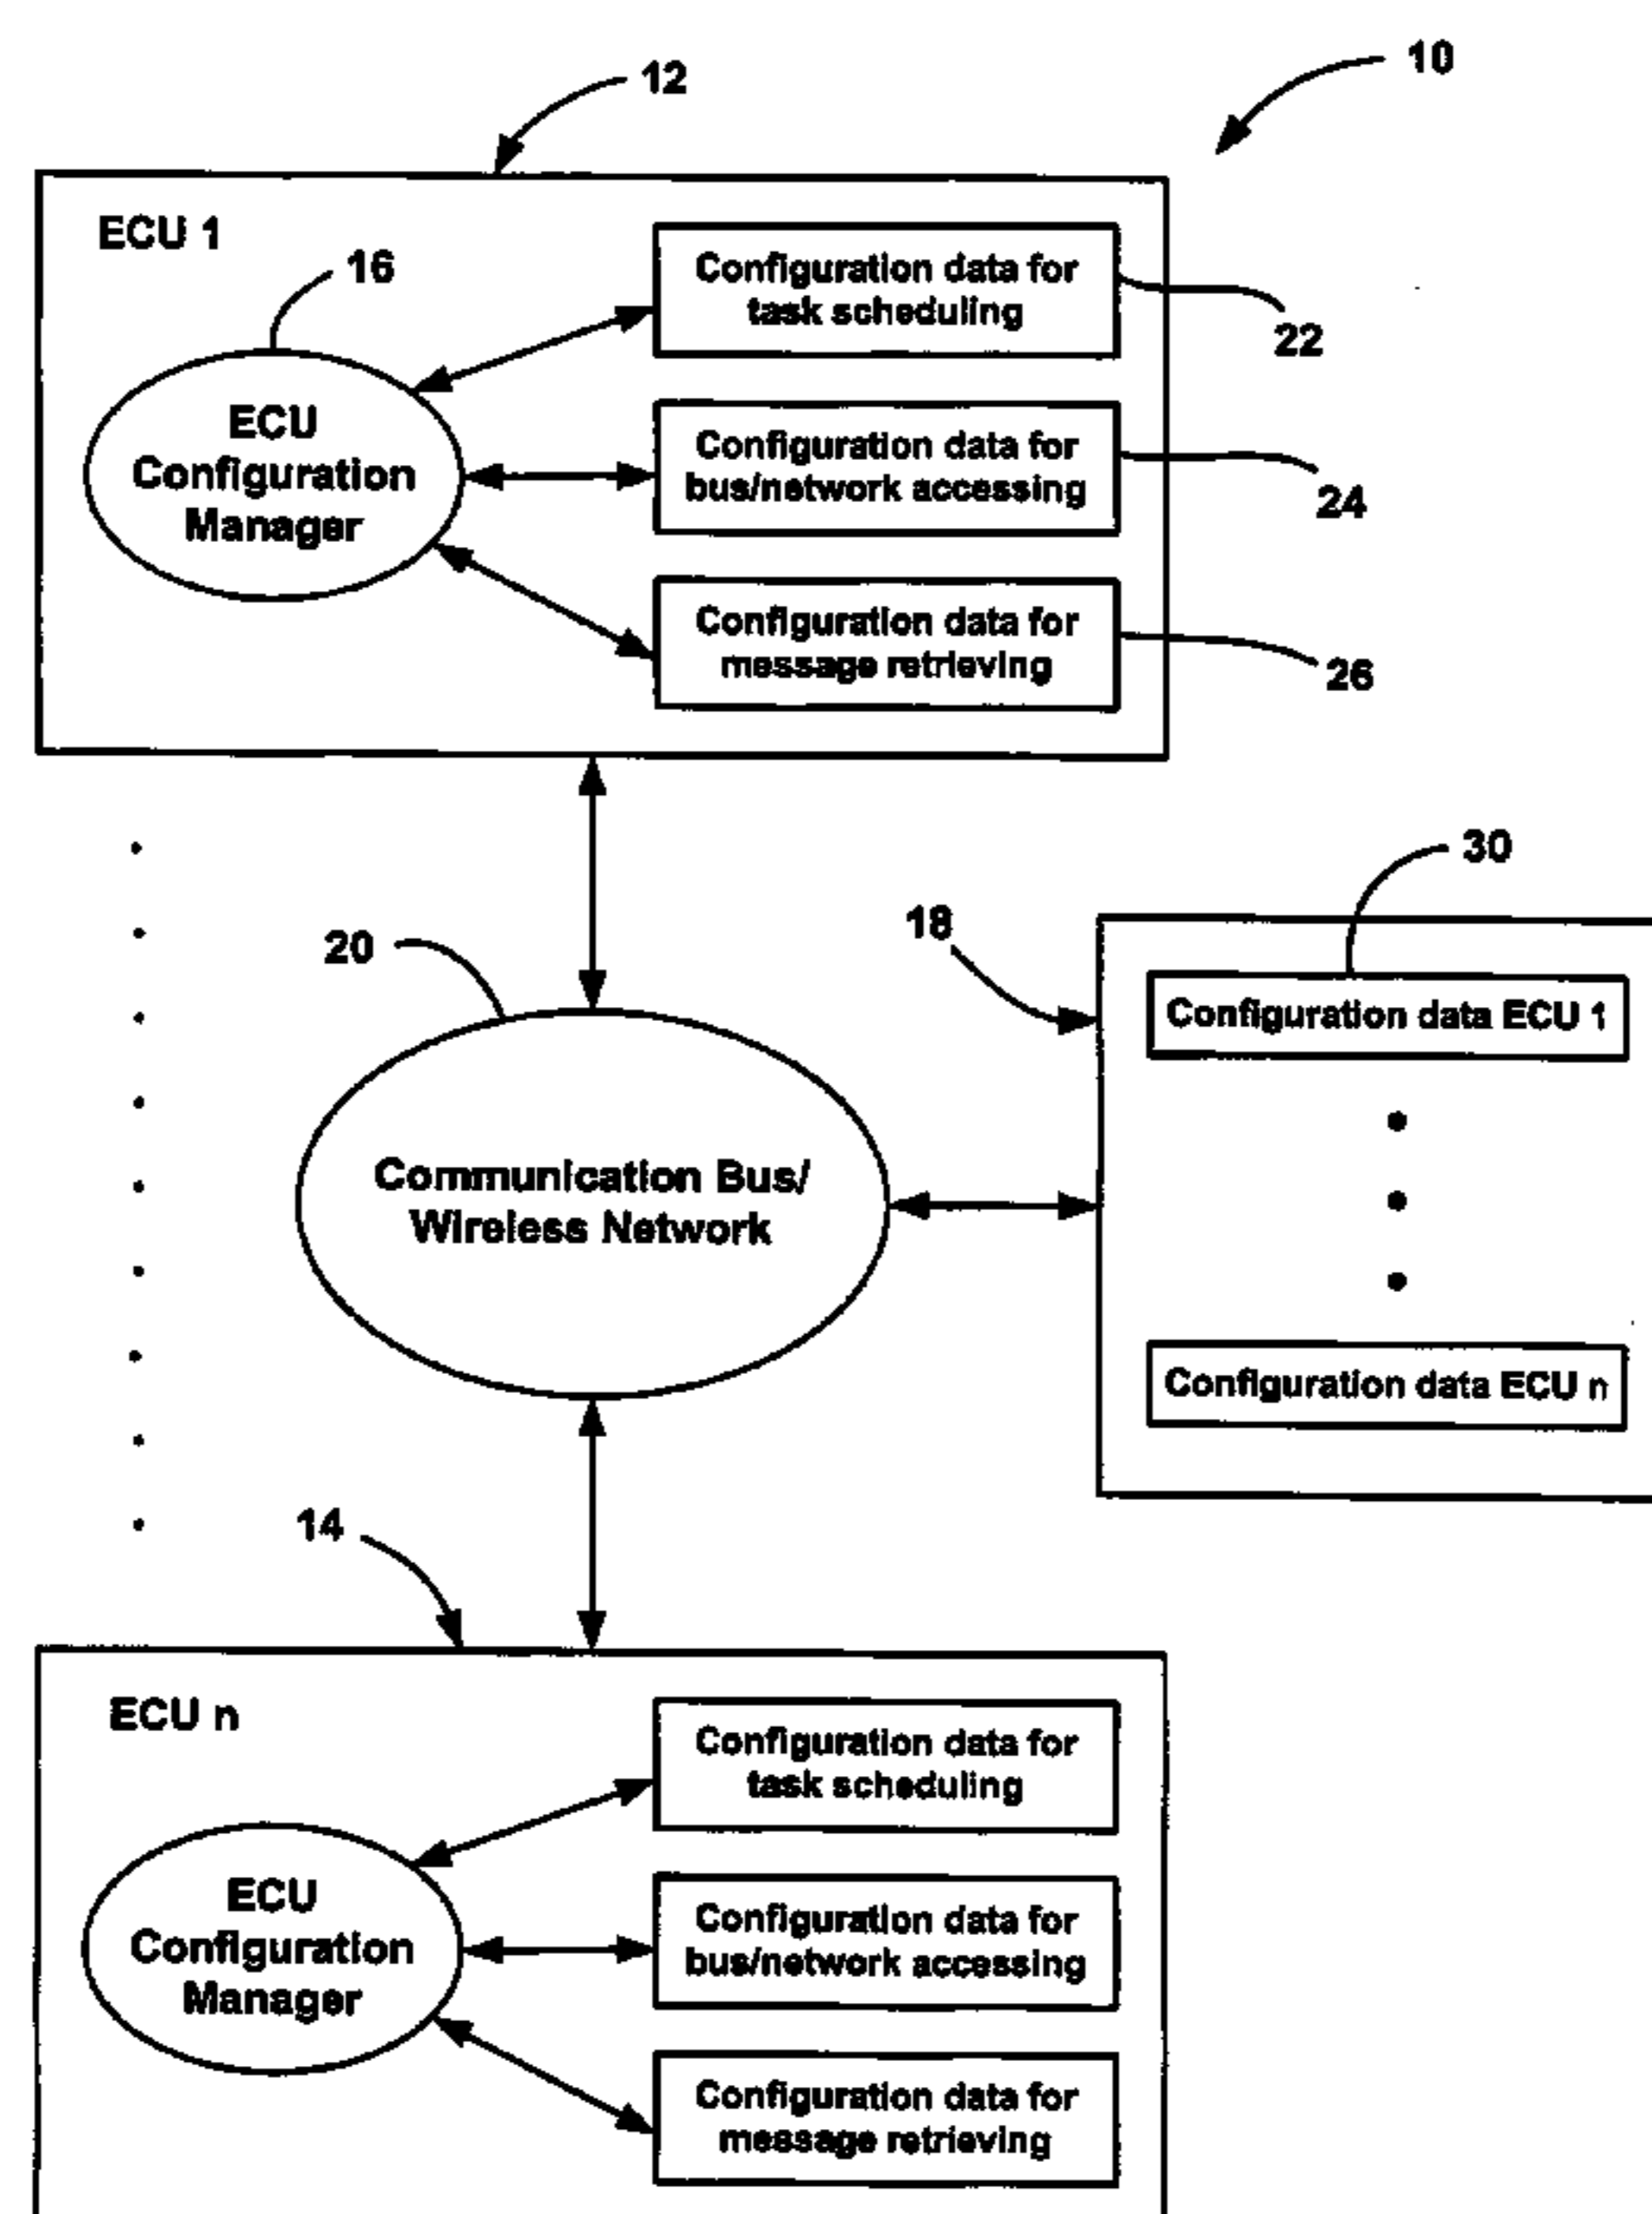 10
12
ECU 1
16
Configuration data for
task scheduling
22
ECU
Configuration
Manager
Configuration data for
bus/network accessing
24
Configuration data for
message retrieving
26
30
18
20
Configuration data ECU 1
Communication Bus/
Wireless Network
Configuration data ECU n
14
ECU n
Configuration data for
task scheduling
ECU
Configuration
Manager
Configuration data for
bus/network accessing
Configuration data for
message retrieving